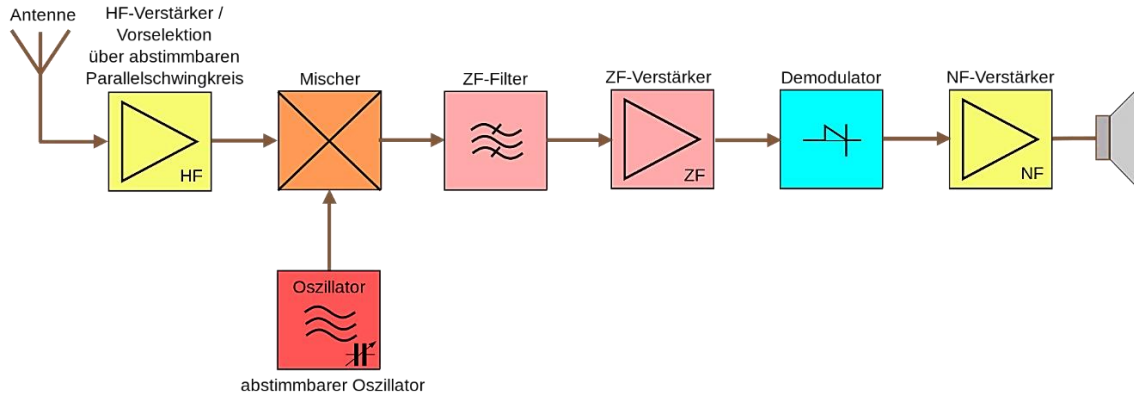 Antenne
HF-Verstärker /
Vorselektion
über abstimmbaren
Parallelschwingkreis
HF
Mischer
ZF-Filter
ZF-Verstärker
ZF
Demodulator
NF-Verstärker
NF
Oszillator
abstimmbarer Oszillator